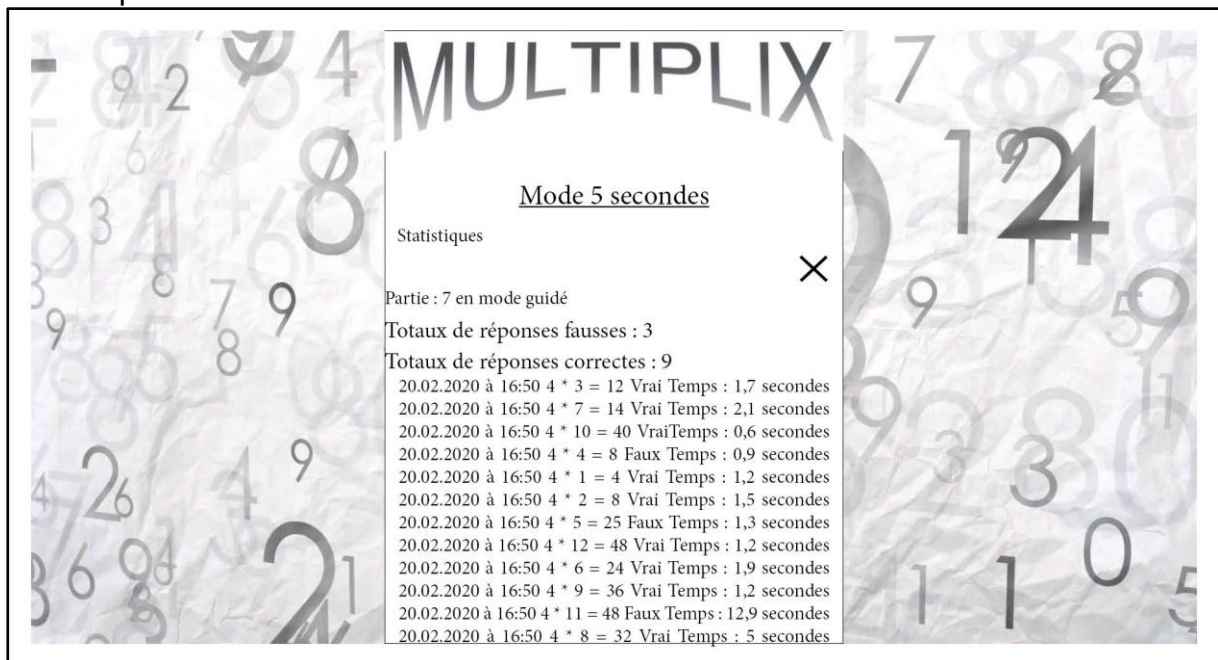 MULTIPLIX
Mode 5 secondes
Statistiques
Partie : 7 en mode guidé
Totaux de réponses fausses : 3
Totaux de réponses correctes : 9
20.02.2020 à 16:50 4 * 3 = 12 Vrai Temps : 1,7 secondes
20.02.2020 à 16:50 4 * 7 = 14 Vrai Temps : 2,1 secondes
20.02.2020 à 16:50 4 * 10 = 40 VraiTemps : 0,6 secondes
20.02.2020 à 16:50 4 * 4 = 8 Faux Temps : 0,9 secondes
20.02.2020 à 16:50 4 * 1 = 4 Vrai Temps : 1,2 secondes
20.02.2020 à 16:50 4 * 2 = 8 Vrai Temps : 1,5 secondes
20.02.2020 à 16:50 4 * 5 = 25 Faux Temps : 1,3 secondes
20.02.2020 à 16:50 4 * 12 = 48 Vrai Temps : 1,2 secondes
20.02.2020 à 16:50 4 * 6 = 24 Vrai Temps : 1,9 secondes
20.02.2020 à 16:50 4 * 9 = 36 Vrai Temps : 1,2 secondes
20.02.2020 à 16:50 4 * 11 = 48 Faux Temps : 12,9 secondes
20.02.2020 à 16:50 4 * 8 = 32 Vrai Temps : 5 secondes